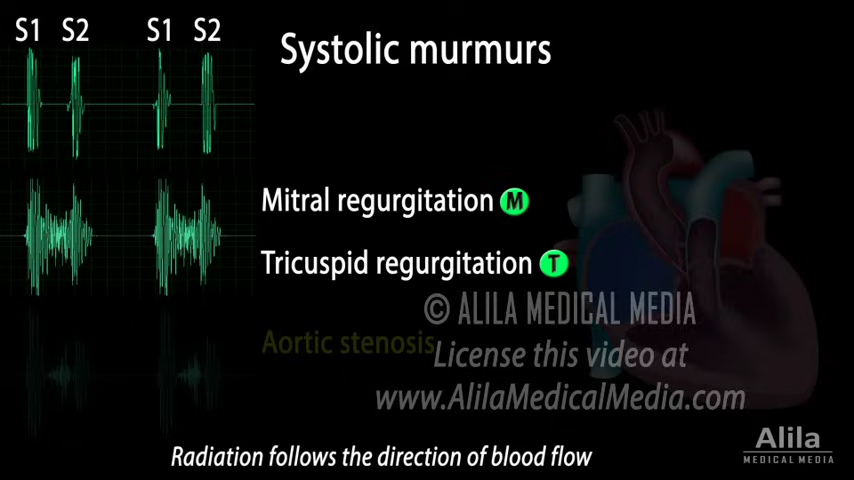 S1 S2 S1 S2
Systolic murmurs
Mitral regurgitation M
Tricuspid regurgitation T
© ALILA MEDICAL MEDIA
Aortic stenosis
License this video at
www.AlilaMedicalMedia.com
Radiation follows the direction of blood flow
Alila
MEDICAL MEDIA